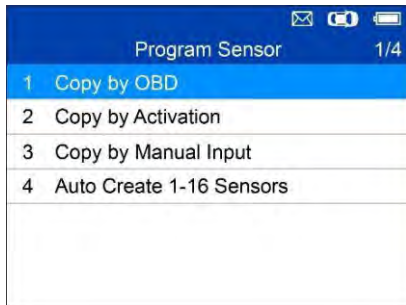 Program Sensor 1/4
1 Copy by OBD
2 Copy by Activation
3 Copy by Manual Input
4 Auto Create 1-16 Sensors